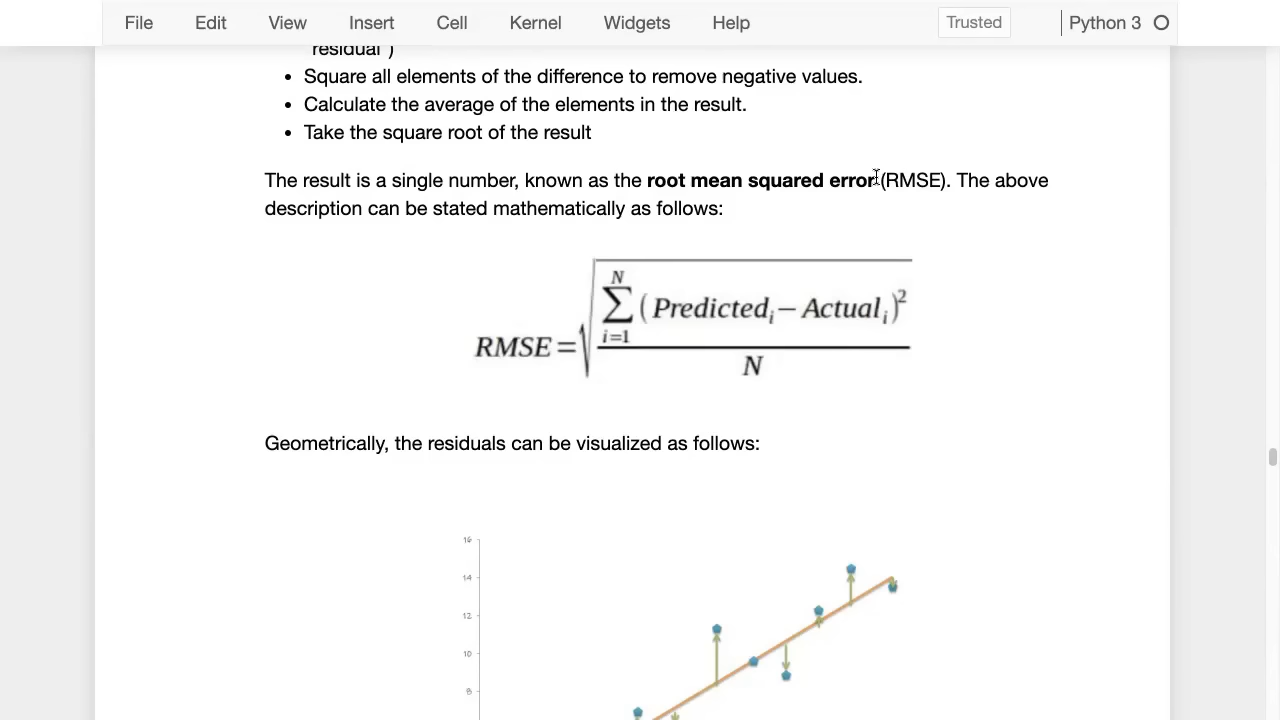 File Edit View Insert Cell Kernel Widgets Help Trusted Python 3
residual")
• Square all elements of the difference to remove negative values.
• Calculate the average of the elements in the result.
• Take the square root of the result
The result is a single number, known as the root mean squared error (RMSE). The above
description can be stated mathematically as follows:
RMSE = √(∑_{i=1}^{N} (Predicted_i − Actual_i)² / N)
Geometrically, the residuals can be visualized as follows:
16
14
12
10
8